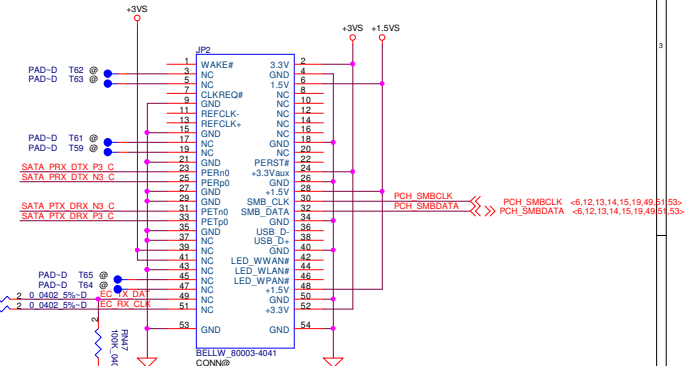 +3VS
+3VS +1.5VS
JP2
PAD~D T62 @
PAD~D T63 @
1 WAKE# 3.3V 2
3 NC GND 4
5 NC 1.5V 6
7 CLKREQ# NC 8
9 GND NC 10
11 REFCLK- NC 12
13 REFCLK+ NC 14
15 GND NC 16
PAD~D T61 @
PAD~D T59 @
17 NC GND 18
19 NC NC 20
21 GND PERST# 22
SATA_PRX_DTX_P3_C 23 PERn0 +3.3Vaux 24
SATA_PRX_DTX_N3_C 25 PERp0 GND 26
27 GND +1.5V 28
29 GND SMB_CLK 30 PCH_SMBCLK PCH_SMBCLK <6,12,13,14,15,19,49,51,53>
SATA_PTX_DRX_N3_C 31 PETn0 SMB_DATA 32 PCH_SMBDATA PCH_SMBDATA <6,12,13,14,15,19,49,51,53>
SATA_PTX_DRX_P3_C 33 PETp0 GND 34
35 GND USB_D- 36
37 NC USB_D+ 38
39 NC GND 40
41 NC LED_WWAN# 42
43 NC LED_WLAN# 44
PAD~D T65 @
PAD~D T64 @
45 NC LED_WPAN# 46
47 NC +1.5V 48
2 0_0402_5%~D EC_TX_DAT 49 NC GND 50
2 0_0402_5%~D EC_RX_CLK 51 NC +3.3V 52
53 GND GND 54
2
RN47
BELLW_80003-4041
CONN@
3